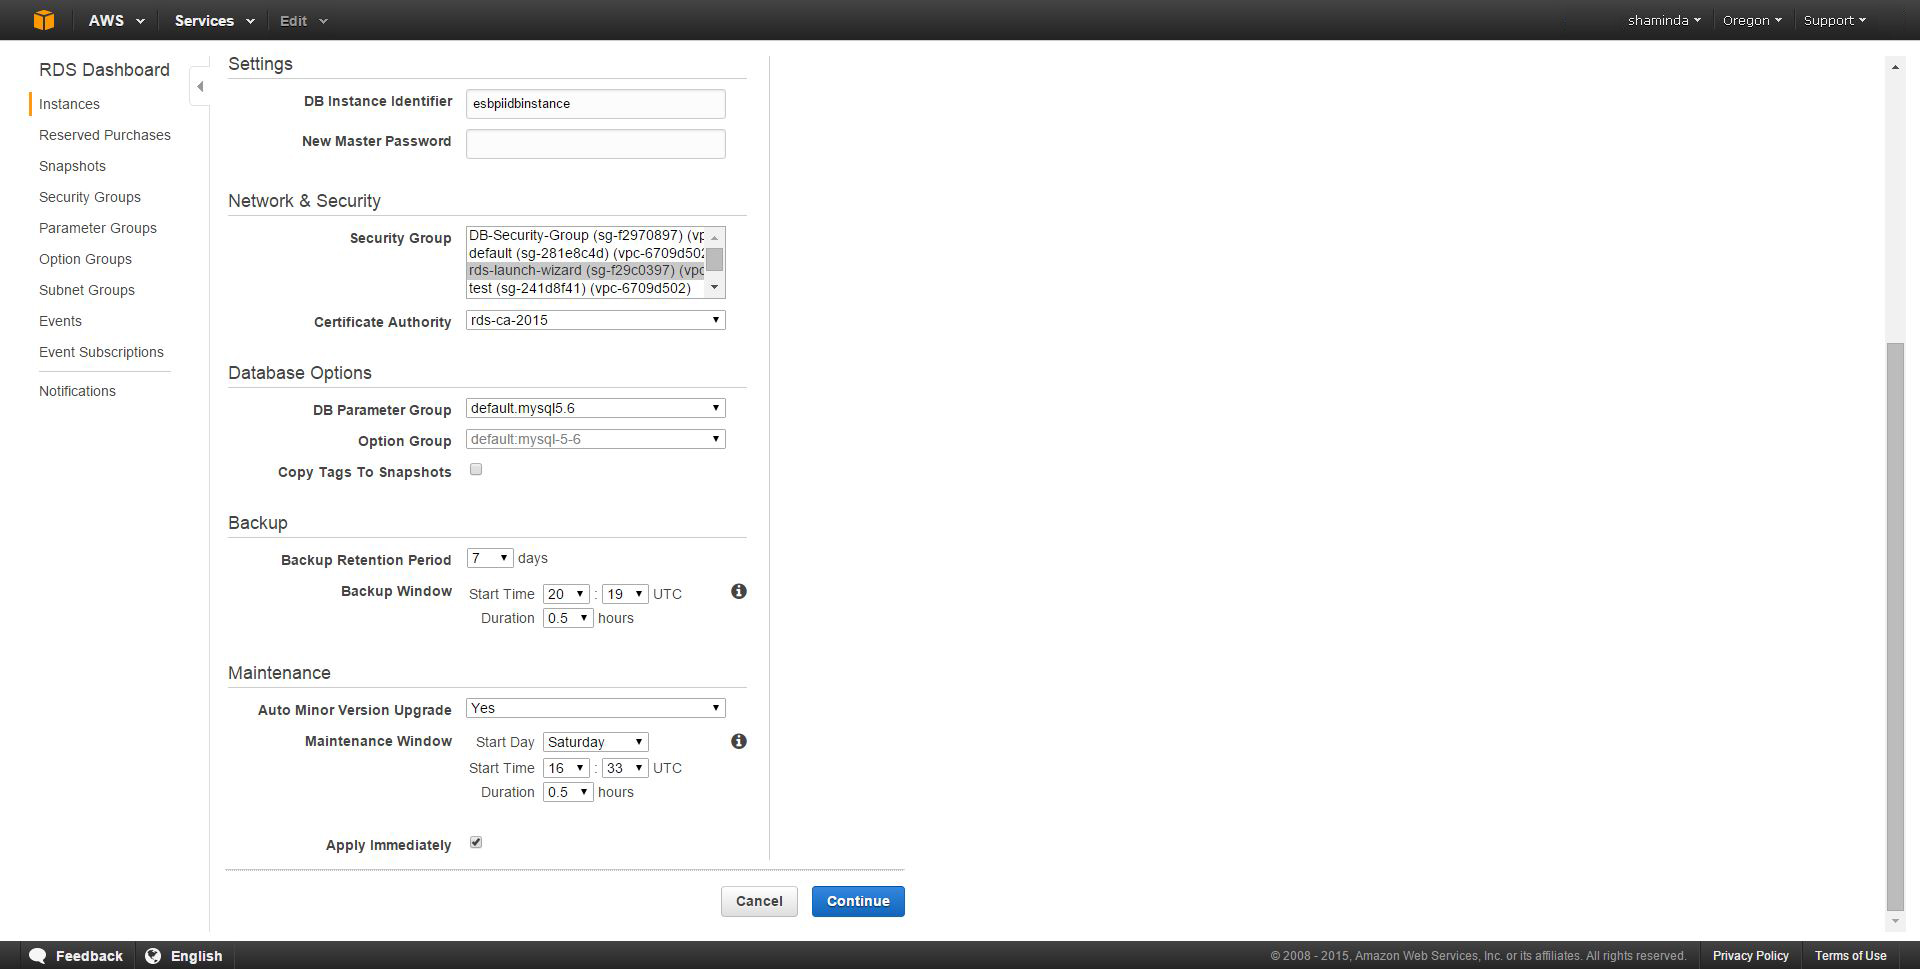 AWS Services Edit shaminda Oregon Support
RDS Dashboard
Instances
Reserved Purchases
Snapshots
Security Groups
Parameter Groups
Option Groups
Subnet Groups
Events
Event Subscriptions
Notifications
Settings
DB Instance Identifier esbpiidbinstance
New Master Password
Network & Security
Security Group DB-Security-Group (sg-f2970897) (vp
default (sg-281e8c4d) (vpc-6709d502
rds-launch-wizard (sg-f29c0397) (vpc
test (sg-241d8f41) (vpc-6709d502)
Certificate Authority rds-ca-2015
Database Options
DB Parameter Group default.mysql5.6
Option Group default:mysql-5-6
Copy Tags To Snapshots
Backup
Backup Retention Period 7 days
Backup Window Start Time 20 : 19 UTC
Duration 0.5 hours
Maintenance
Auto Minor Version Upgrade Yes
Maintenance Window Start Day Saturday
Start Time 16 : 33 UTC
Duration 0.5 hours
Apply Immediately
Cancel Continue
Feedback English © 2008 - 2015, Amazon Web Services, Inc. or its affiliates. All rights reserved. Privacy Policy Terms of Use